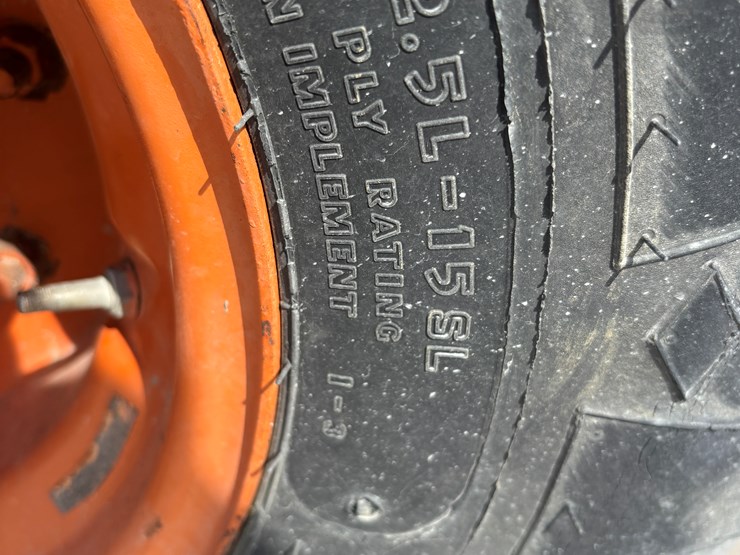 2.5L-15SL
PLY RATING
N IMPLEMENT I-3